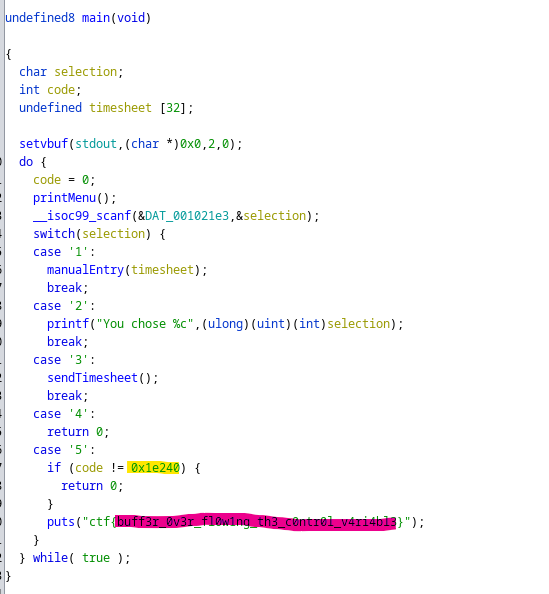 undefined8 main(void)
{
char selection;
int code;
undefined timesheet [32];
setvbuf(stdout,(char *)0x0,2,0);
do {
code = 0;
printMenu();
__isoc99_scanf(&DAT_001021e3,&selection);
switch(selection) {
case '1':
manualEntry(timesheet);
break;
case '2':
printf("You chose %c",(ulong)(uint)(int)selection);
break;
case '3':
sendTimesheet();
break;
case '4':
return 0;
case '5':
if (code != 0x1e240) {
return 0;
}
puts("ctf{buff3r_0v3r_fl0w1ng_th3_c0ntr0l_v4ri4bl3}");
}
} while( true );
}